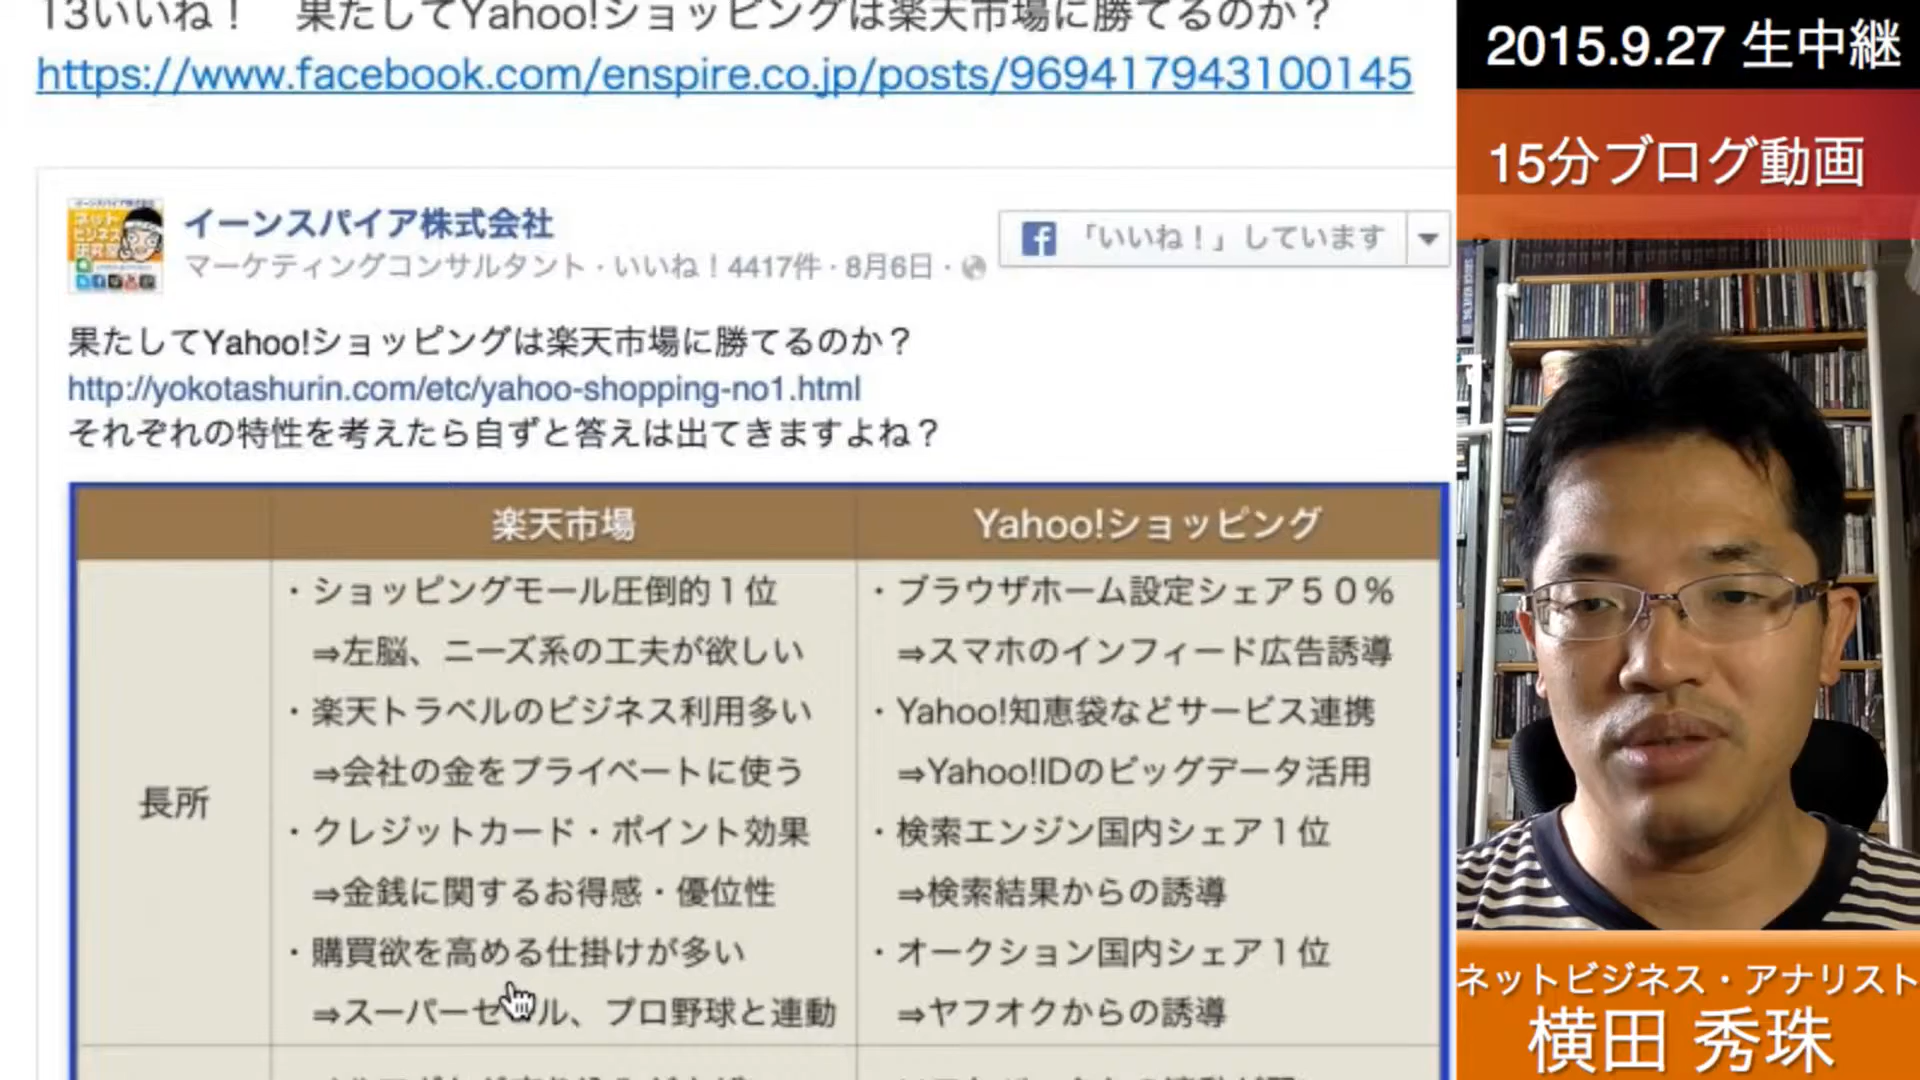 13いいね！　果たしてYahoo!ショッピングは楽天市場に勝てるのか？
https://www.facebook.com/enspire.co.jp/posts/969417943100145
イーンスパイア株式会社
マーケティングコンサルタント・いいね！4417件・8月6日・
「いいね！」しています
果たしてYahoo!ショッピングは楽天市場に勝てるのか？
http://yokotashurin.com/etc/yahoo-shopping-no1.html
それぞれの特性を考えたら自ずと答えは出てきますよね？
楽天市場
Yahoo!ショッピング
長所
・ショッピングモール圧倒的１位
⇒左脳、ニーズ系の工夫が欲しい
・楽天トラベルのビジネス利用多い
⇒会社の金をプライベートに使う
・クレジットカード・ポイント効果
⇒金銭に関するお得感・優位性
・購買欲を高める仕掛けが多い
⇒スーパーセール、プロ野球と連動
・ブラウザホーム設定シェア５０％
⇒スマホのインフィード広告誘導
・Yahoo!知恵袋などサービス連携
⇒Yahoo!IDのビッグデータ活用
・検索エンジン国内シェア１位
⇒検索結果からの誘導
・オークション国内シェア１位
⇒ヤフオクからの誘導
2015.9.27 生中継
15分ブログ動画
ネットビジネス・アナリスト
横田 秀珠